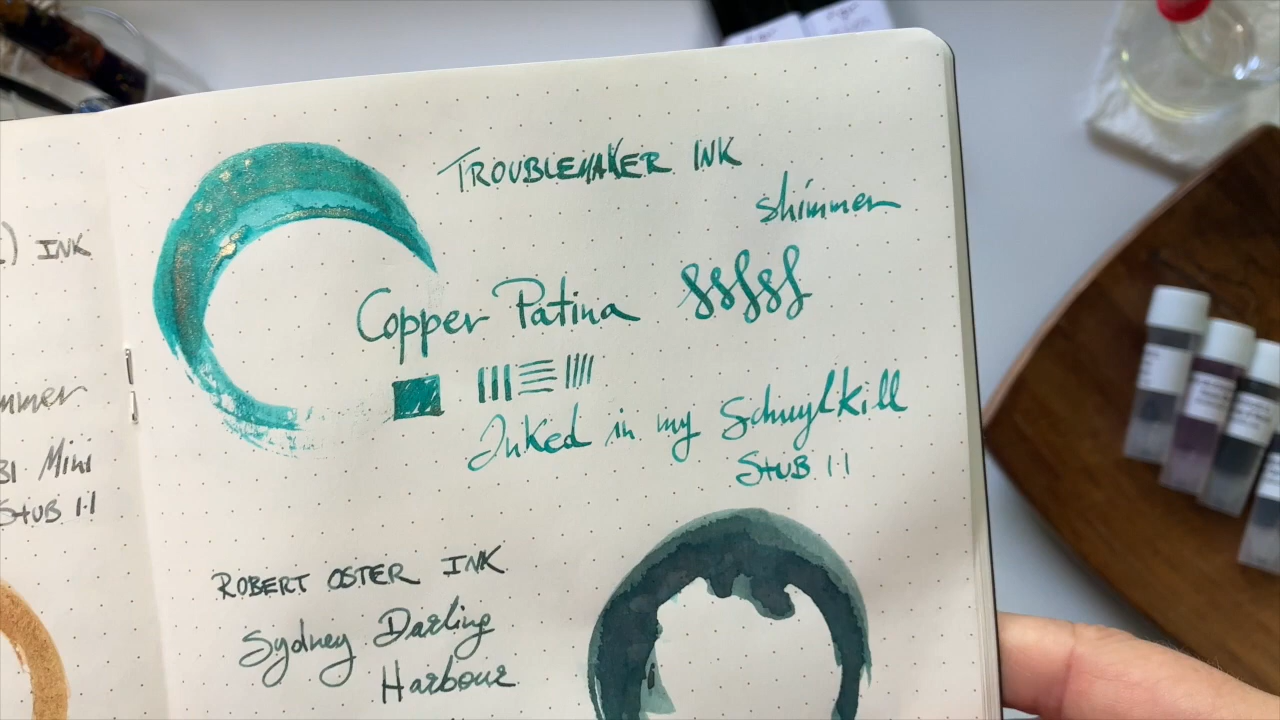 INK
TROUBLEMAKER INK
shimmer
Copper Patina
Inked in my Schuylkill
STUB 1.1
Mini
STUB 1.1
ROBERT OSTER INK
Sydney Darling
Harbour